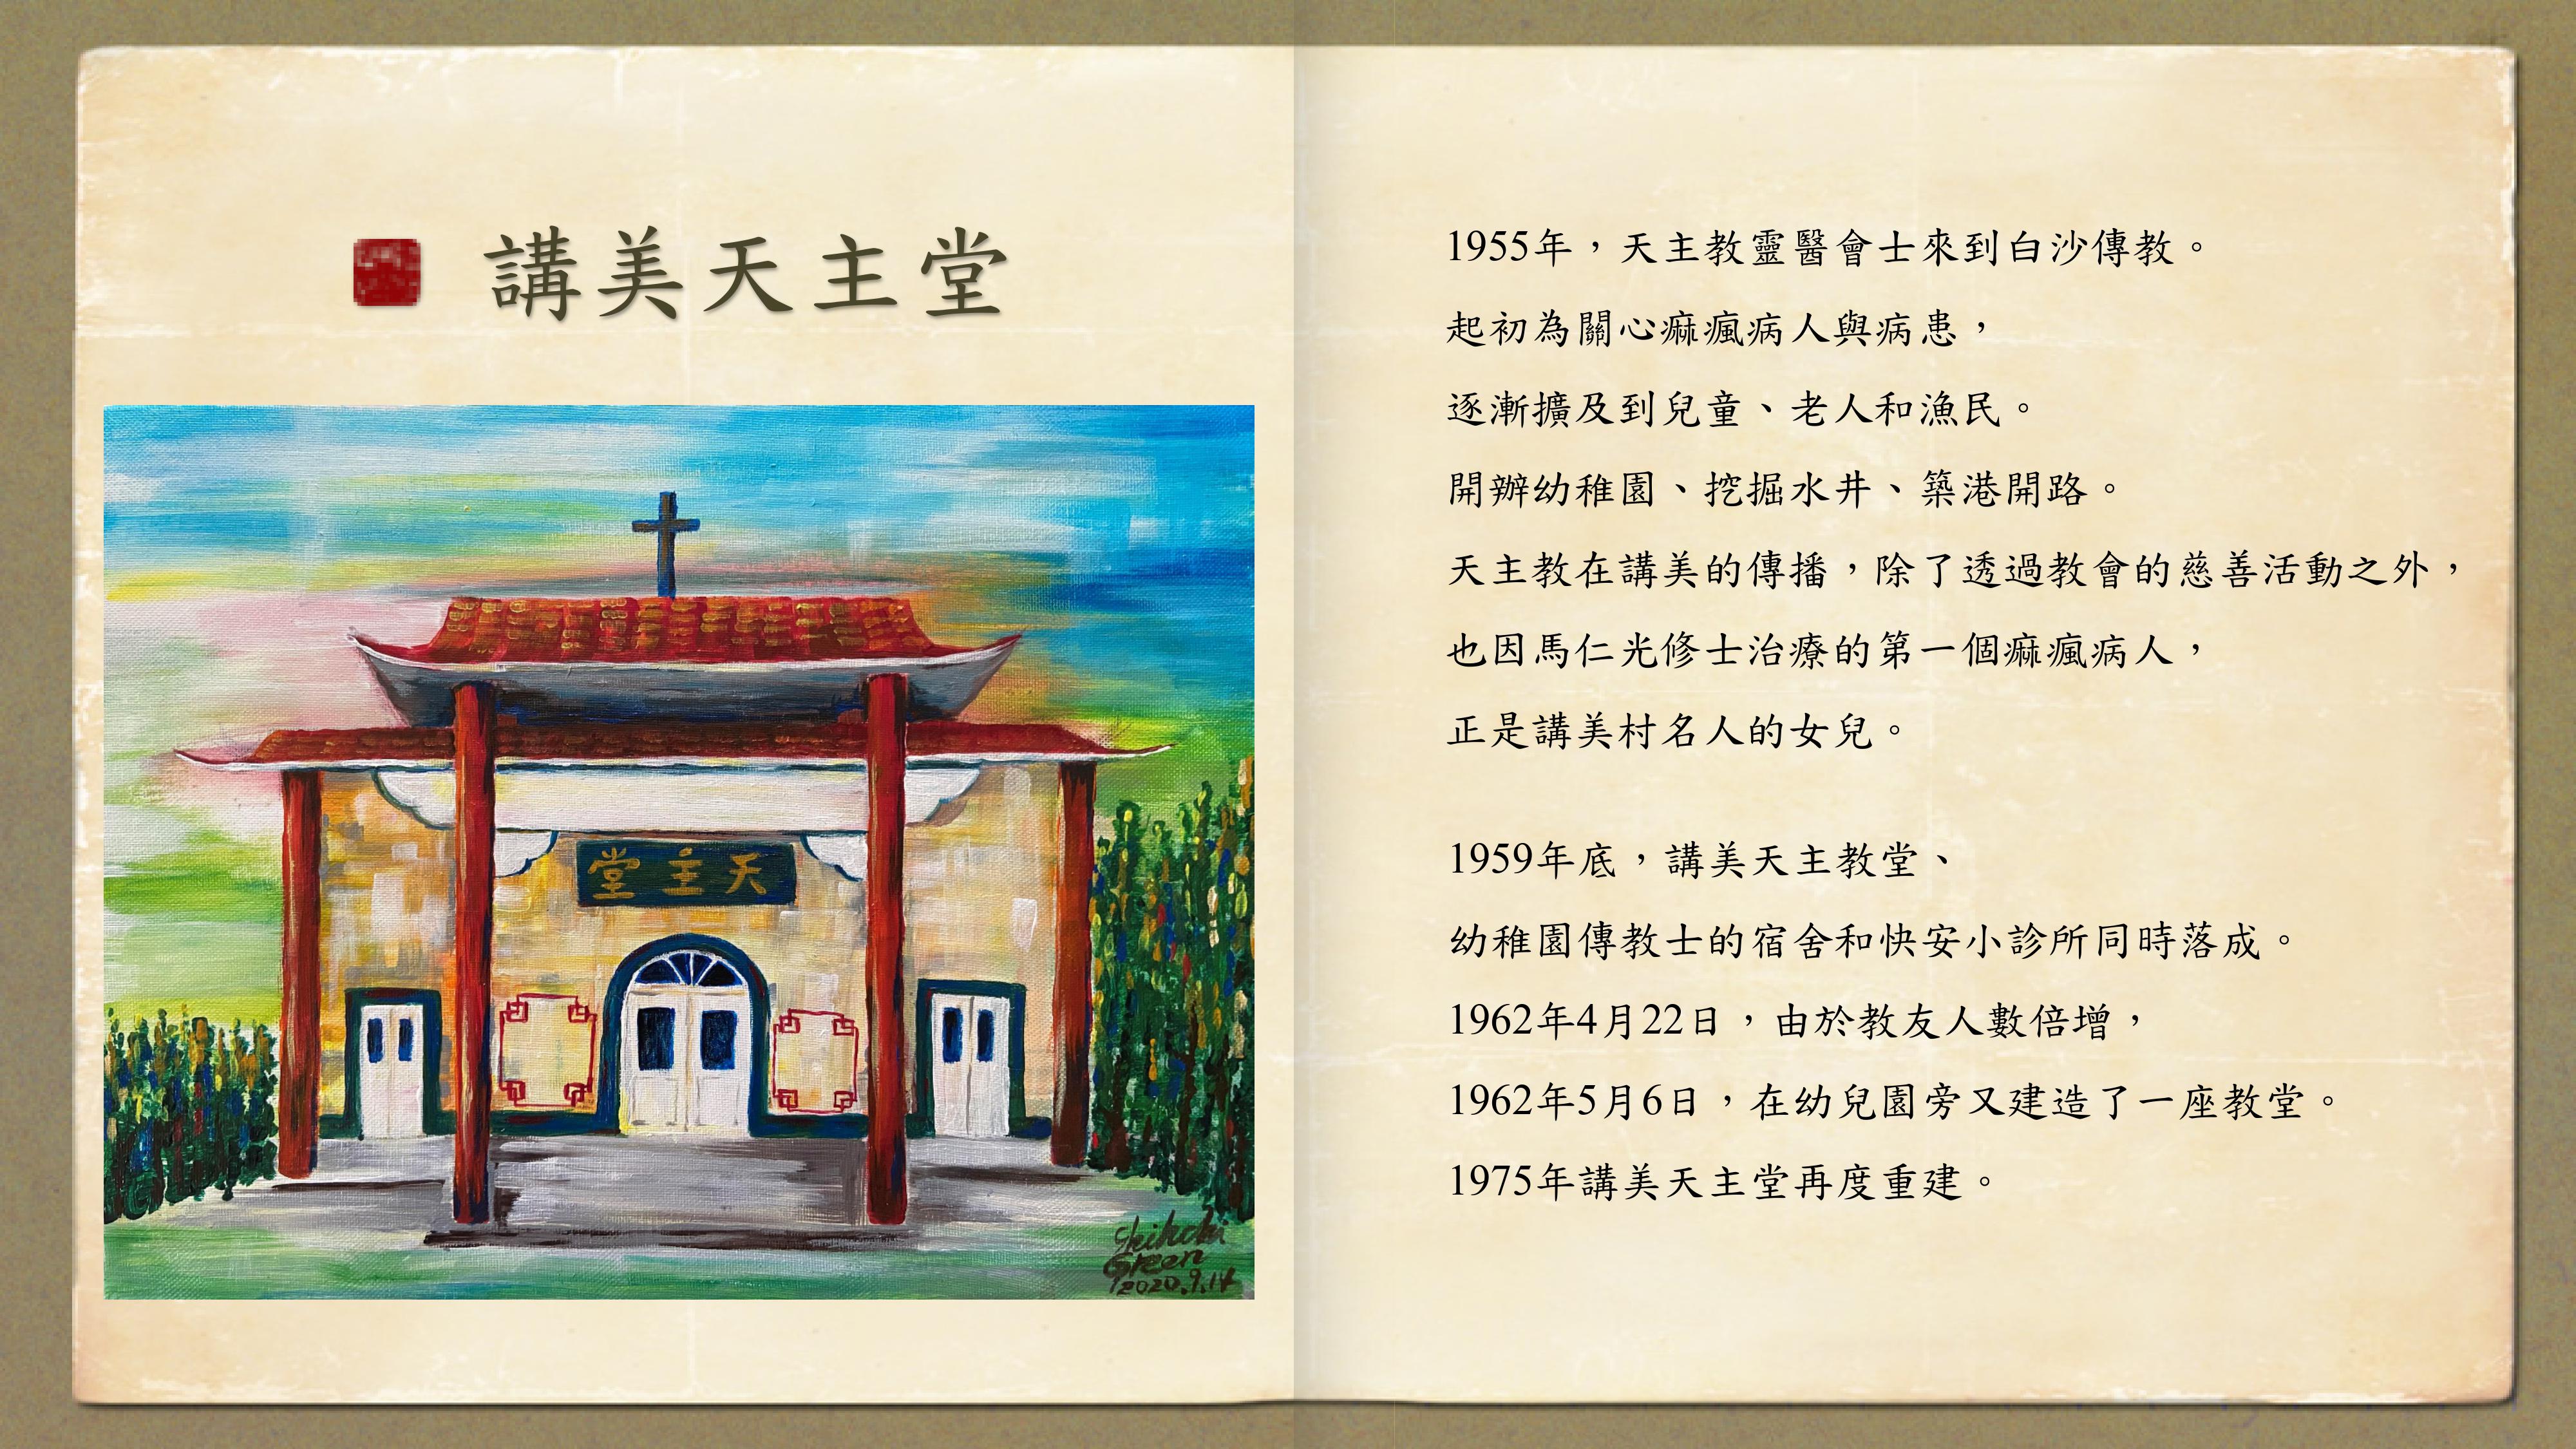 講美天主堂
堂主天
Green
2020.9.14
1955年，天主教靈醫會士來到白沙傳教。
起初為關心痲瘋病人與病患，
逐漸擴及到兒童、老人和漁民。
開辦幼稚園、挖掘水井、築港開路。
天主教在講美的傳播，除了透過教會的慈善活動之外，
也因馬仁光修士治療的第一個痲瘋病人，
正是講美村名人的女兒。
1959年底，講美天主教堂、
幼稚園傳教士的宿舍和快安小診所同時落成。
1962年4月22日，由於教友人數倍增，
1962年5月6日，在幼兒園旁又建造了一座教堂。
1975年講美天主堂再度重建。